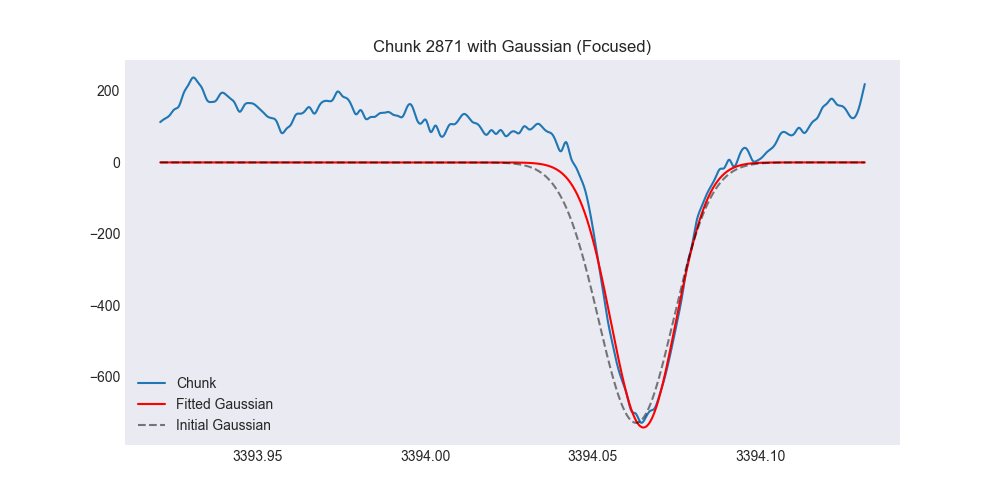 Chunk 2871 with Gaussian (Focused)
200
0
−200
−400
−600
Chunk
Fitted Gaussian
Initial Gaussian
3393.95 3394.00 3394.05 3394.10